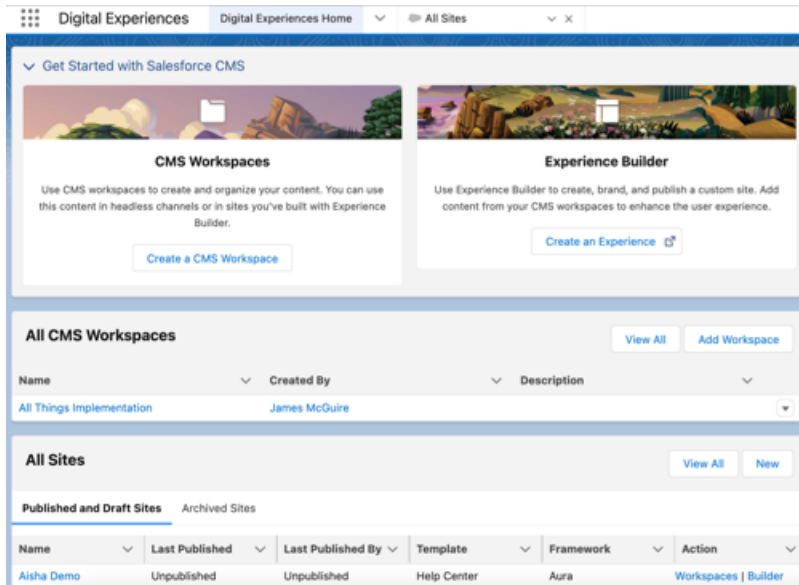 Digital Experiences Digital Experiences Home All Sites
Get Started with Salesforce CMS
CMS Workspaces
Use CMS workspaces to create and organize your content. You can use
this content in headless channels or in sites you've built with Experience
Builder.
Create a CMS Workspace
Experience Builder
Use Experience Builder to create, brand, and publish a custom site. Add
content from your CMS workspaces to enhance the user experience.
Create an Experience
All CMS Workspaces View All Add Workspace
Name Created By Description
All Things Implementation James McGuire
All Sites View All New
Published and Draft Sites Archived Sites
Name Last Published Last Published By Template Framework Action
Aisha Demo Unpublished Unpublished Help Center Aura Workspaces | Builder